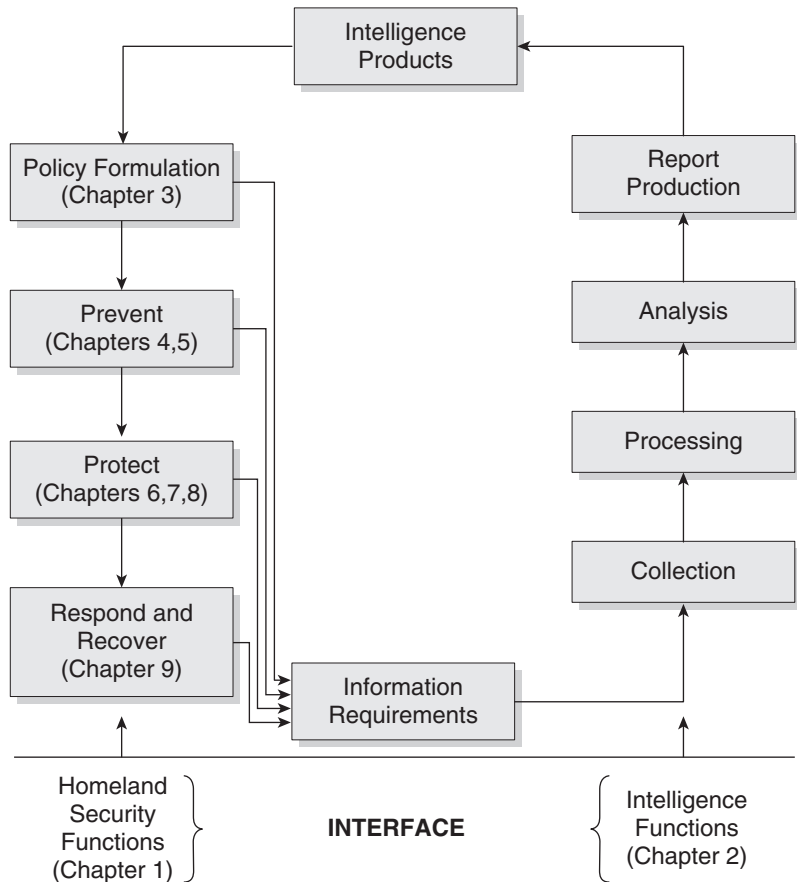 Intelligence
Products
Policy Formulation
(Chapter 3)
Report
Production
Prevent
(Chapters 4,5)
Analysis
Protect
(Chapters 6,7,8)
Processing
Respond and
Recover
(Chapter 9)
Collection
Information
Requirements
Homeland
Security
Functions
(Chapter 1)
INTERFACE
Intelligence
Functions
(Chapter 2)